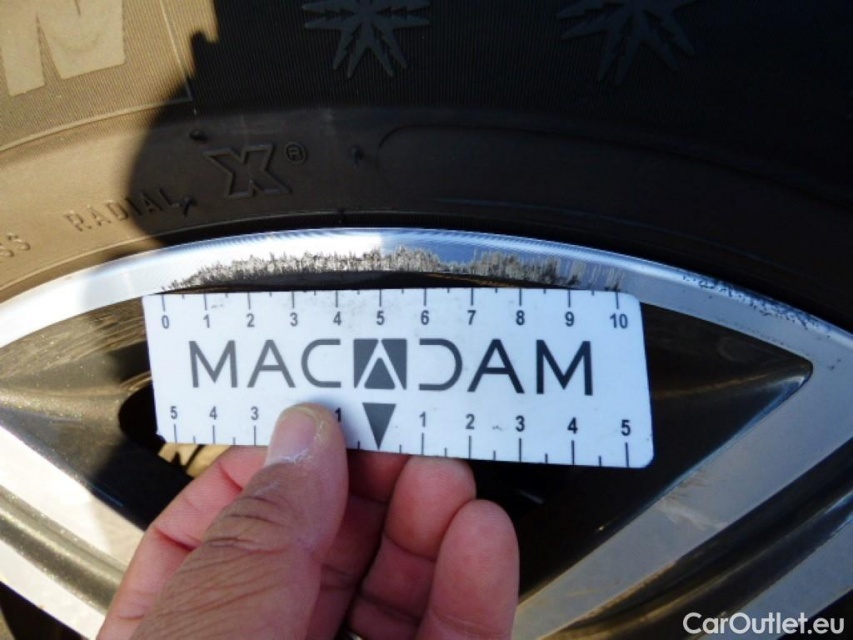 N
X®
SS RADIAL X
0 1 2 3 4 5 6 7 8 9 10
MACADAM
5 4 3 1 1 2 3 4 5
CarOutlet.eu